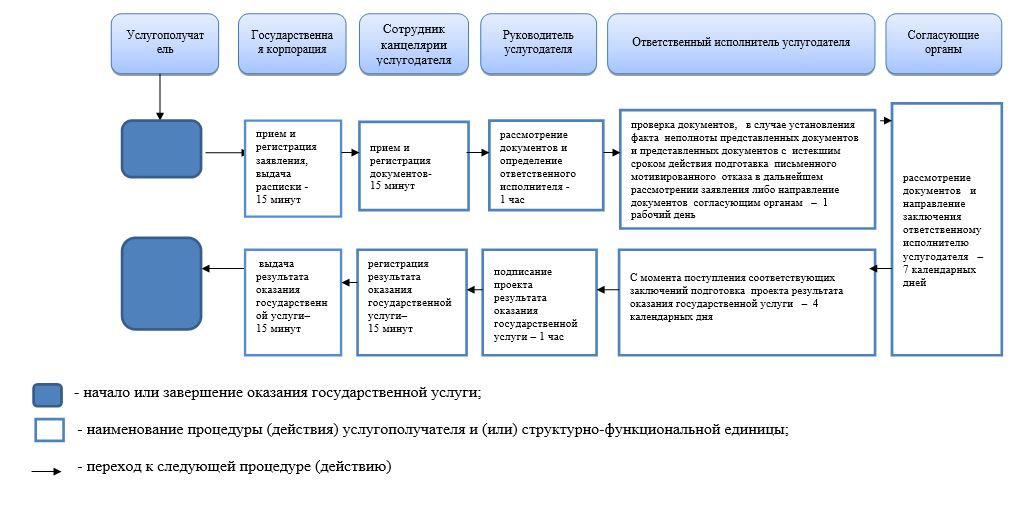 Услугополучат
ель
Государственна
я корпорация
Сотрудник
канцелярии
услугодателя
Руководитель
услугодателя
Ответственный исполнитель услугодателя
Согласующие
органы
прием и
регистрация
заявления,
выдача
расписки -
15 минут
прием и
регистрация
документов-
15 минут
рассмотрение
документов и
определение
ответственного
исполнителя -
1 час
проверка документов, в случае установления
факта неполноты представленных документов
и представленных документов с истекшим
сроком действия подготовка письменного
мотивированного отказа в дальнейшем
рассмотрении заявления либо направление
документов согласующим органам – 1
рабочий день
рассмотрение
документов и
направление
заключения
ответственному
исполнителю
услугодателя –
7 календарных
дней
выдача
результата
оказания
государственн
ой услуги–
15 минут
регистрация
результата
оказания
государственной
услуги–
15 минут
подписание
проекта
результата
оказания
государственной
услуги – 1 час
С момента поступления соответствующих
заключений подготовка проекта результата
оказания государственной услуги – 4
календарных дня
- начало или завершение оказания государственной услуги;
- наименование процедуры (действия) услугополучателя и (или) структурно-функциональной единицы;
- переход к следующей процедуре (действию)